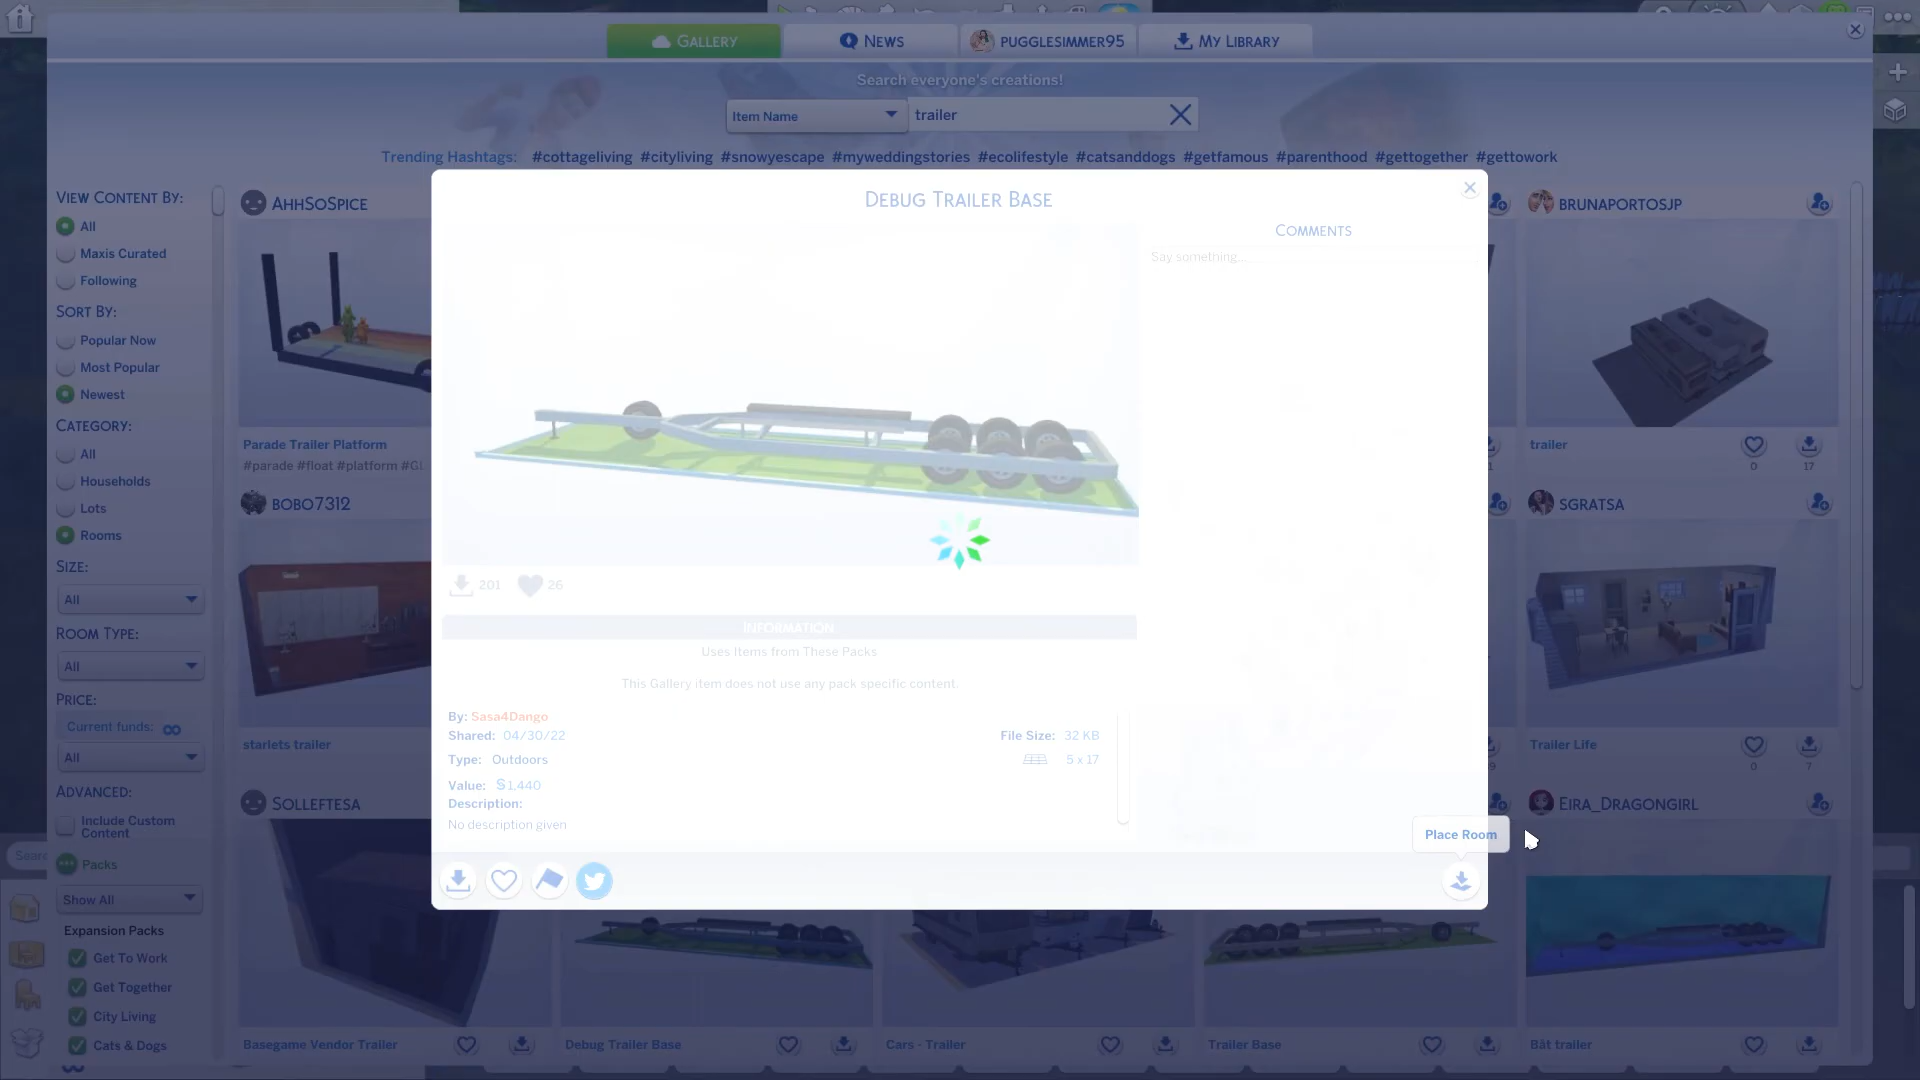 GALLERY
NEWS
PUGGLESIMMER95
MY LIBRARY
Search everyone's creations!
Item Name
trailer
Trending Hashtags: #cottageliving #cityliving #snowyescape #myweddingstories #ecolifestyle #catsanddogs #getfamous #parenthood #gettogether #gettowork
VIEW CONTENT BY:
All
Maxis Curated
Following
SORT BY:
Popular Now
Most Popular
Newest
CATEGORY:
All
Households
Lots
Rooms
SIZE:
All
ROOM TYPE:
All
PRICE:
Current funds: ∞
All
ADVANCED:
Include Custom
Content
Packs
Show All
Expansion Packs
Get To Work
Get Together
City Living
Cats & Dogs
AHHSOSPICE
Parade Trailer Platform
#parade #float #platform
BOBO7312
starlets trailer
SOLLEFTESA
Basegame Vendor Trailer
Debug Trailer Base
Cars - Trailer
Trailer Base
BRUNAPORTOSJP
trailer
0
17
SGRATSA
Trailer Life
0
7
EIRA_DRAGONGIRL
Båt trailer
DEBUG TRAILER BASE
COMMENTS
Say something...
201
26
INFORMATION
Uses Items from These Packs
This Gallery item does not use any pack specific content.
By: Sasa4Dango
Shared: 04/30/22
File Size: 32 KB
Type: Outdoors
5 x 17
Value: §1,440
Description:
No description given
Place Room